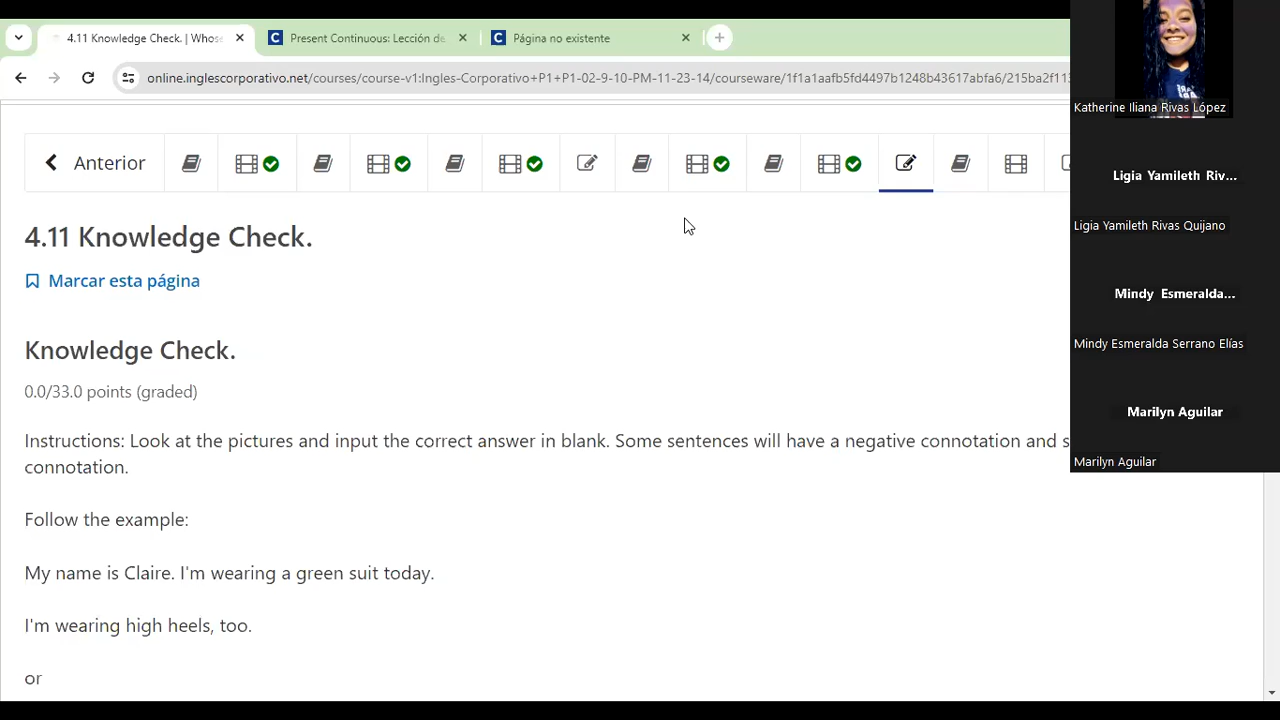 4.11 Knowledge Check. | Whos
Present Continuous: Lección de
Página no existente
online.inglescorporativo.net/courses/course-v1:Ingles-Corporativo+P1+P1-02-9-10-PM-11-23-14/courseware/1f1a1aafb5fd4497b1248b43617abfa6/215ba2f113
Katherine Iliana Rivas López
Anterior
Ligia Yamileth Riv...
Ligia Yamileth Rivas Quijano
4.11 Knowledge Check.
Marcar esta página
Mindy Esmeralda...
Mindy Esmeralda Serrano Elías
Knowledge Check.
0.0/33.0 points (graded)
Marilyn Aguilar
Marilyn Aguilar
Instructions: Look at the pictures and input the correct answer in blank. Some sentences will have a negative connotation and s
connotation.
Follow the example:
My name is Claire. I'm wearing a green suit today.
I'm wearing high heels, too.
or